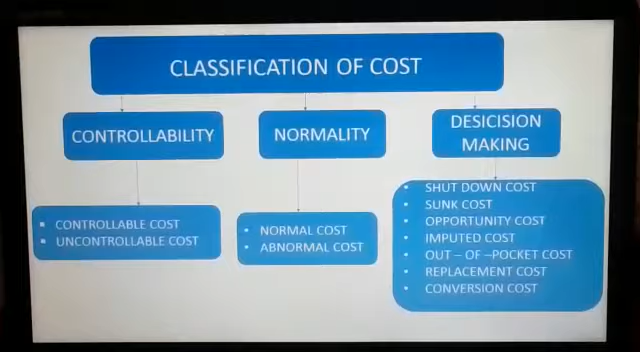 CLASSIFICATION OF COST
CONTROLLABILITY
NORMALITY
DESICISION
MAKING
• CONTROLLABLE COST
• UNCONTROLLABLE COST
• NORMAL COST
• ABNORMAL COST
• SHUT DOWN COST
• SUNK COST
• OPPORTUNITY COST
• IMPUTED COST
• OUT – OF –POCKET COST
• REPLACEMENT COST
• CONVERSION COST